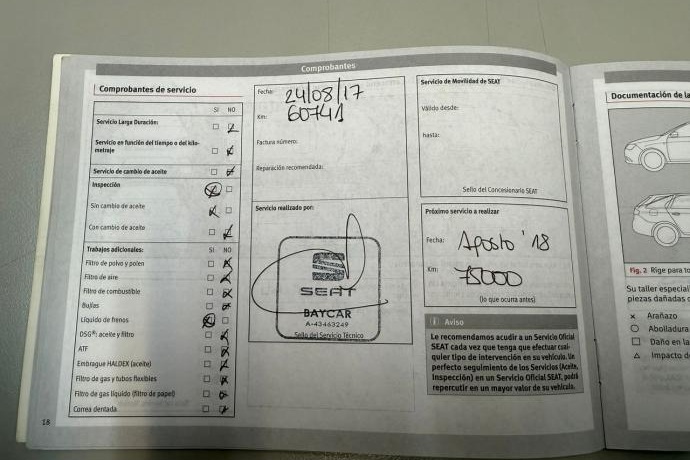 Comprobantes
Comprobantes de servicio
SI NO
Servicio Larga Duración:
Servicio en función del tiempo o del kilo-
metraje
Servicio de cambio de aceite
Inspección
Sin cambio de aceite
Con cambio de aceite
Trabajos adicionales: SI NO
Filtro de polvo y polen
Filtro de aire
Filtro de combustible
Bujías
Líquido de frenos
DSG®: aceite y filtro
ATF
Embrague HALDEX (aceite)
Filtro de gas y tubos flexibles
Filtro de gas líquido (filtro de papel)
Correa dentada
18
Fecha: 24/08/17
Km: 60741
Factura número:
Reparación recomendada:
Servicio realizado por:
SEAT
BAYCAR
A-43463249
Sello del Servicio Técnico
Servicio de Movilidad de SEAT
Válido desde:
hasta:
Sello del Concesionario SEAT
Próximo servicio a realizar
Fecha: Agosto '18
Km: 75000
(lo que ocurra antes)
Aviso
Le recomendamos acudir a un Servicio Oficial
SEAT cada vez que tenga que efectuar cual-
quier tipo de intervención en su vehículo. Un
perfecto seguimiento de los Servicios (Aceite,
Inspección) en un Servicio Oficial SEAT, podrá
repercutir en un mayor valor de su vehículo.
Documentación de la
Fig. 2 Rige para to
Su taller especial
piezas dañadas
× Arañazo
Abolladura
Daño en la
Impacto d